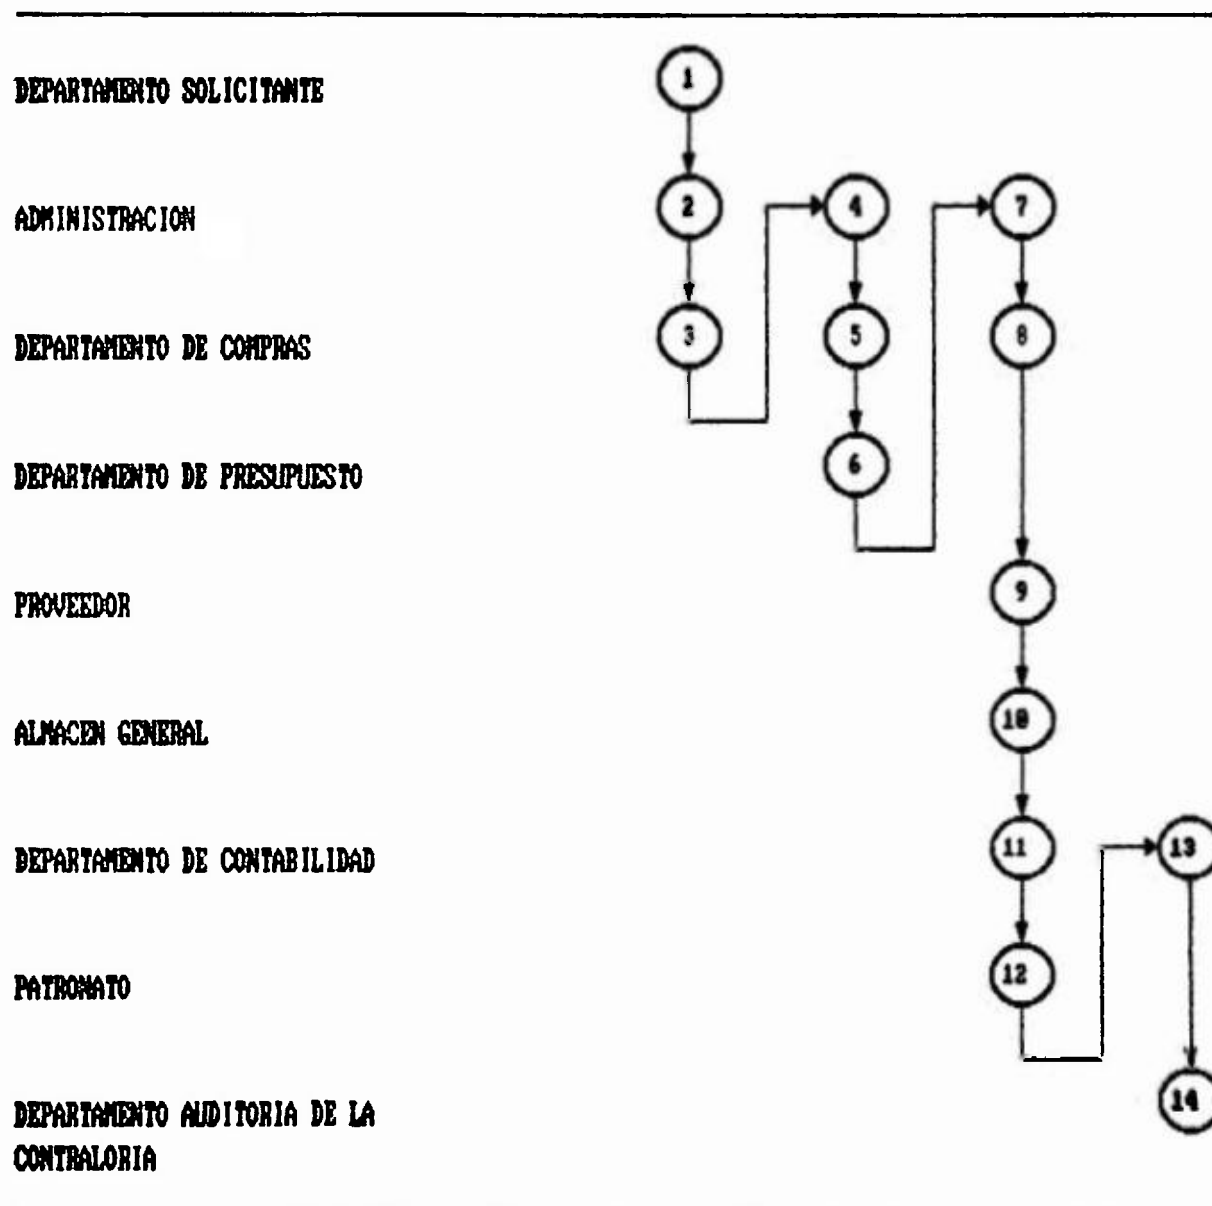 DEPARTAMENTO SOLICITANTE
1
ADMINISTRACION
2
4
7
DEPARTAMENTO DE COMPRAS
3
5
8
DEPARTAMENTO DE PRESUPUESTO
6
PROVEEDOR
9
ALMACEN GENERAL
10
DEPARTAMENTO DE CONTABILIDAD
11
13
PATRONATO
12
DEPARTAMENTO AUDITORIA DE LA
CONTRALORIA
14